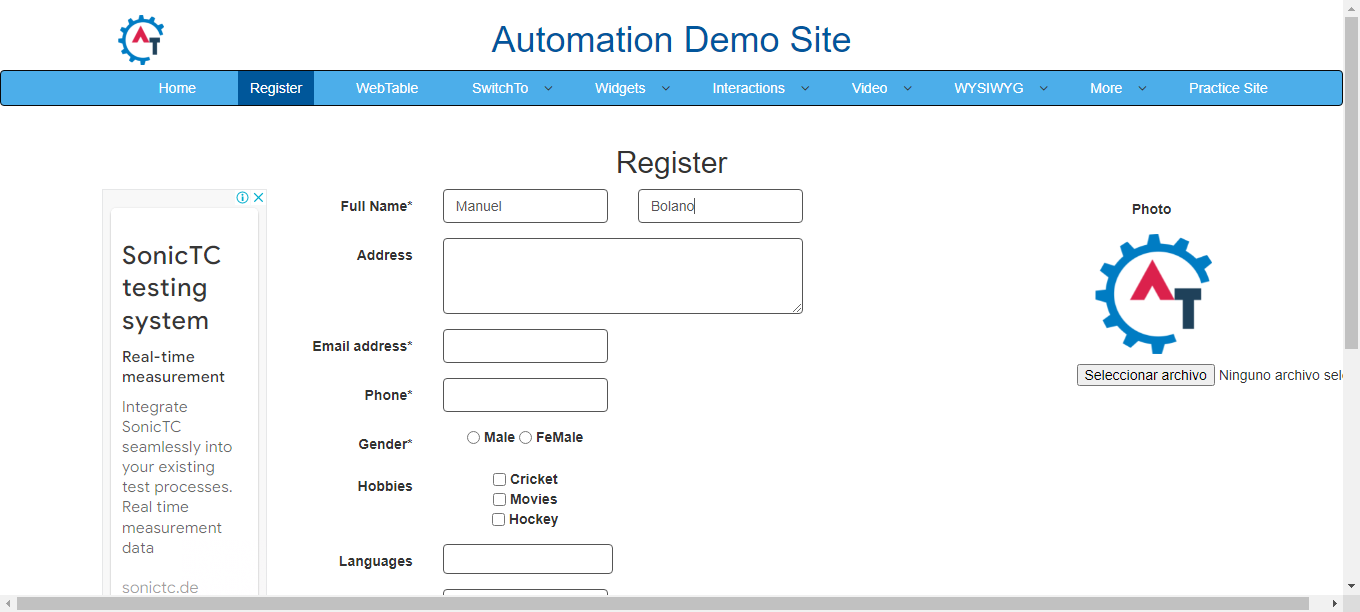 AT
Automation Demo Site
Home Register WebTable SwitchTo Widgets Interactions Video WYSIWYG More Practice Site
Register
SonicTC
testing
system
Real-time
measurement
Integrate
SonicTC
seamlessly into
your existing
test processes.
Real time
measurement
data
sonictc.de
Full Name* Manuel Bolano
Address
Email address*
Phone*
Gender* Male FeMale
Hobbies
Cricket
Movies
Hockey
Languages
Photo
AT
Seleccionar archivo Ninguno archivo sel